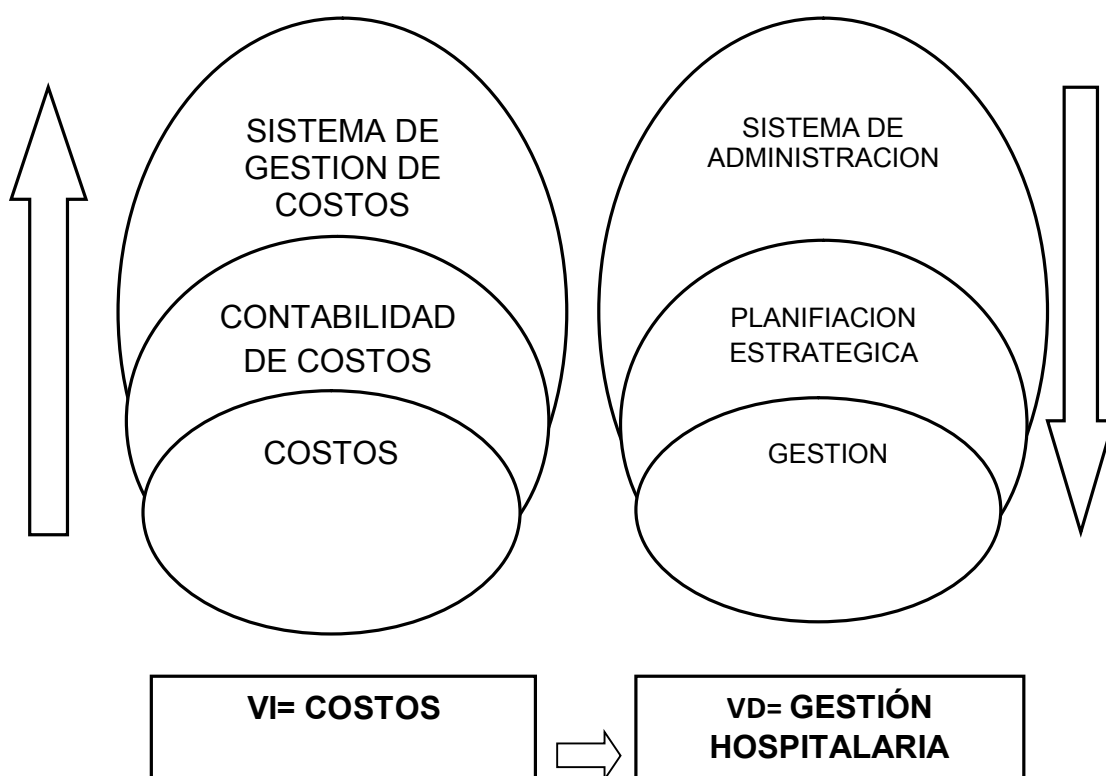 SISTEMA DE
GESTION DE
COSTOS
CONTABILIDAD
DE COSTOS
COSTOS
SISTEMA DE
ADMINISTRACION
PLANIFIACION
ESTRATEGICA
GESTION
VI= COSTOS
VD= GESTIÓN
HOSPITALARIA